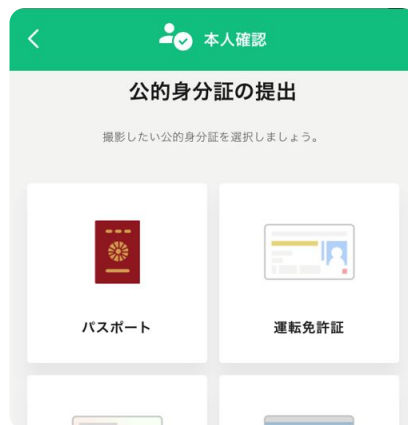 本人確認
公的身分証の提出
撮影したい公的身分証を選択しましょう。
パスポート
運転免許証